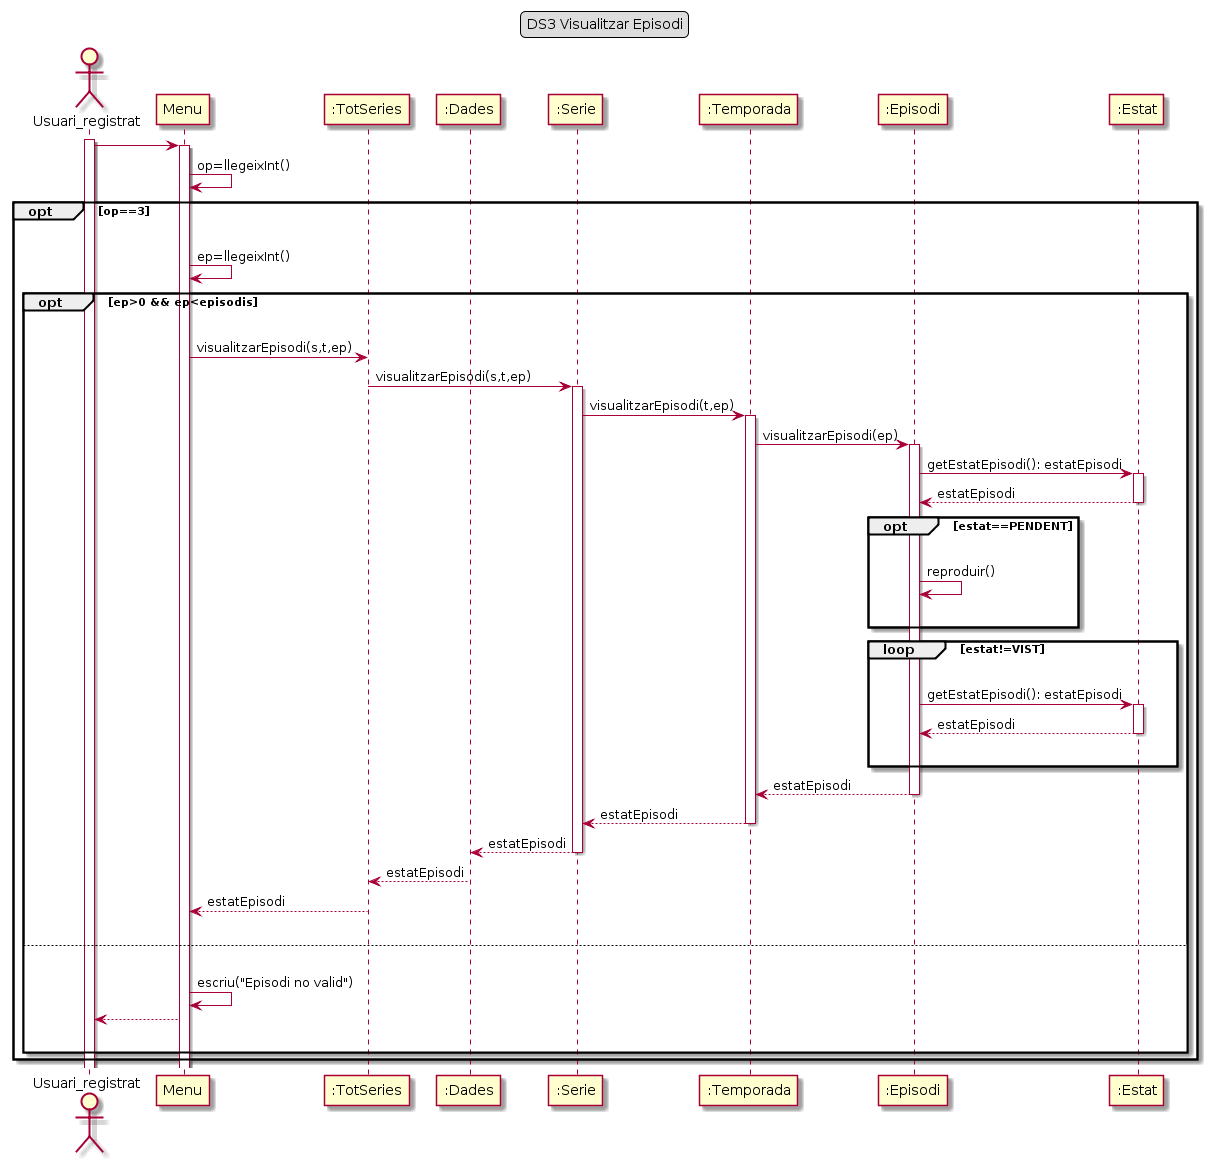 DS3 Visualitzar Episodi
Usuari_registrat
Menu
:TotSeries
:Dades
:Serie
:Temporada
:Episodi
:Estat
op=llegeixInt()
opt [op==3]
ep=llegeixInt()
opt [ep>0 && ep<episodis]
visualitzarEpisodi(s,t,ep)
visualitzarEpisodi(s,t,ep)
visualitzarEpisodi(t,ep)
visualitzarEpisodi(ep)
getEstatEpisodi(): estatEpisodi
estatEpisodi
opt [estat==PENDENT]
reproduir()
loop [estat!=VIST]
getEstatEpisodi(): estatEpisodi
estatEpisodi
estatEpisodi
estatEpisodi
estatEpisodi
estatEpisodi
estatEpisodi
escriu("Episodi no valid")
Usuari_registrat
Menu
:TotSeries
:Dades
:Serie
:Temporada
:Episodi
:Estat